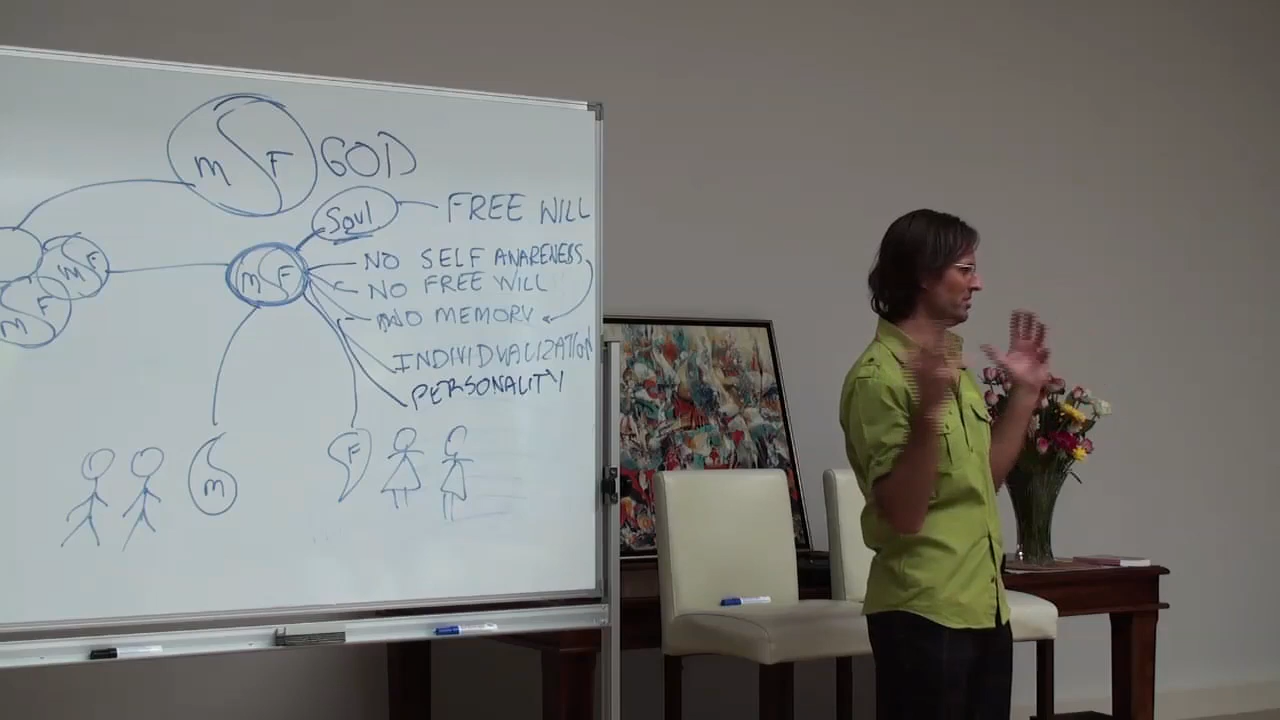 M F GOD
Soul FREE WILL
M F
M F NO SELF AWARENESS
M F
NO FREE WILL
NO MEMORY
INDIVIDUALIZATION
PERSONALITY
M
F